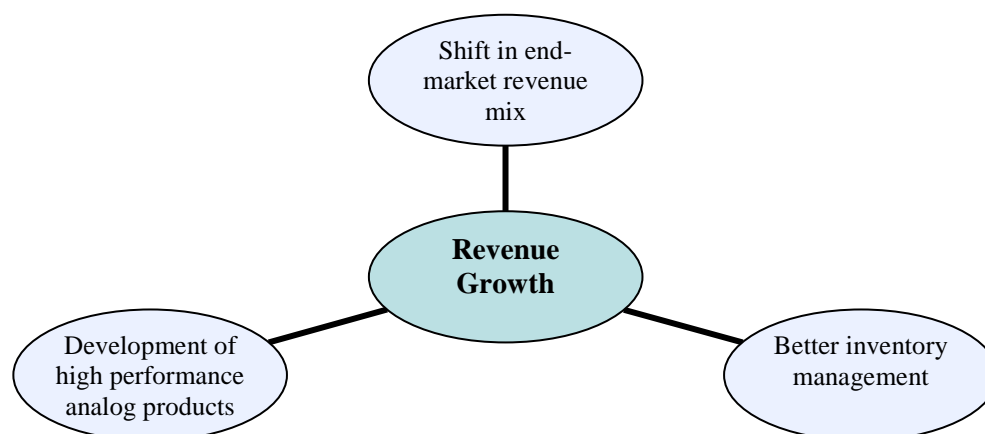 Shift in end-
market revenue
mix
Revenue
Growth
Development of
high performance
analog products
Better inventory
management